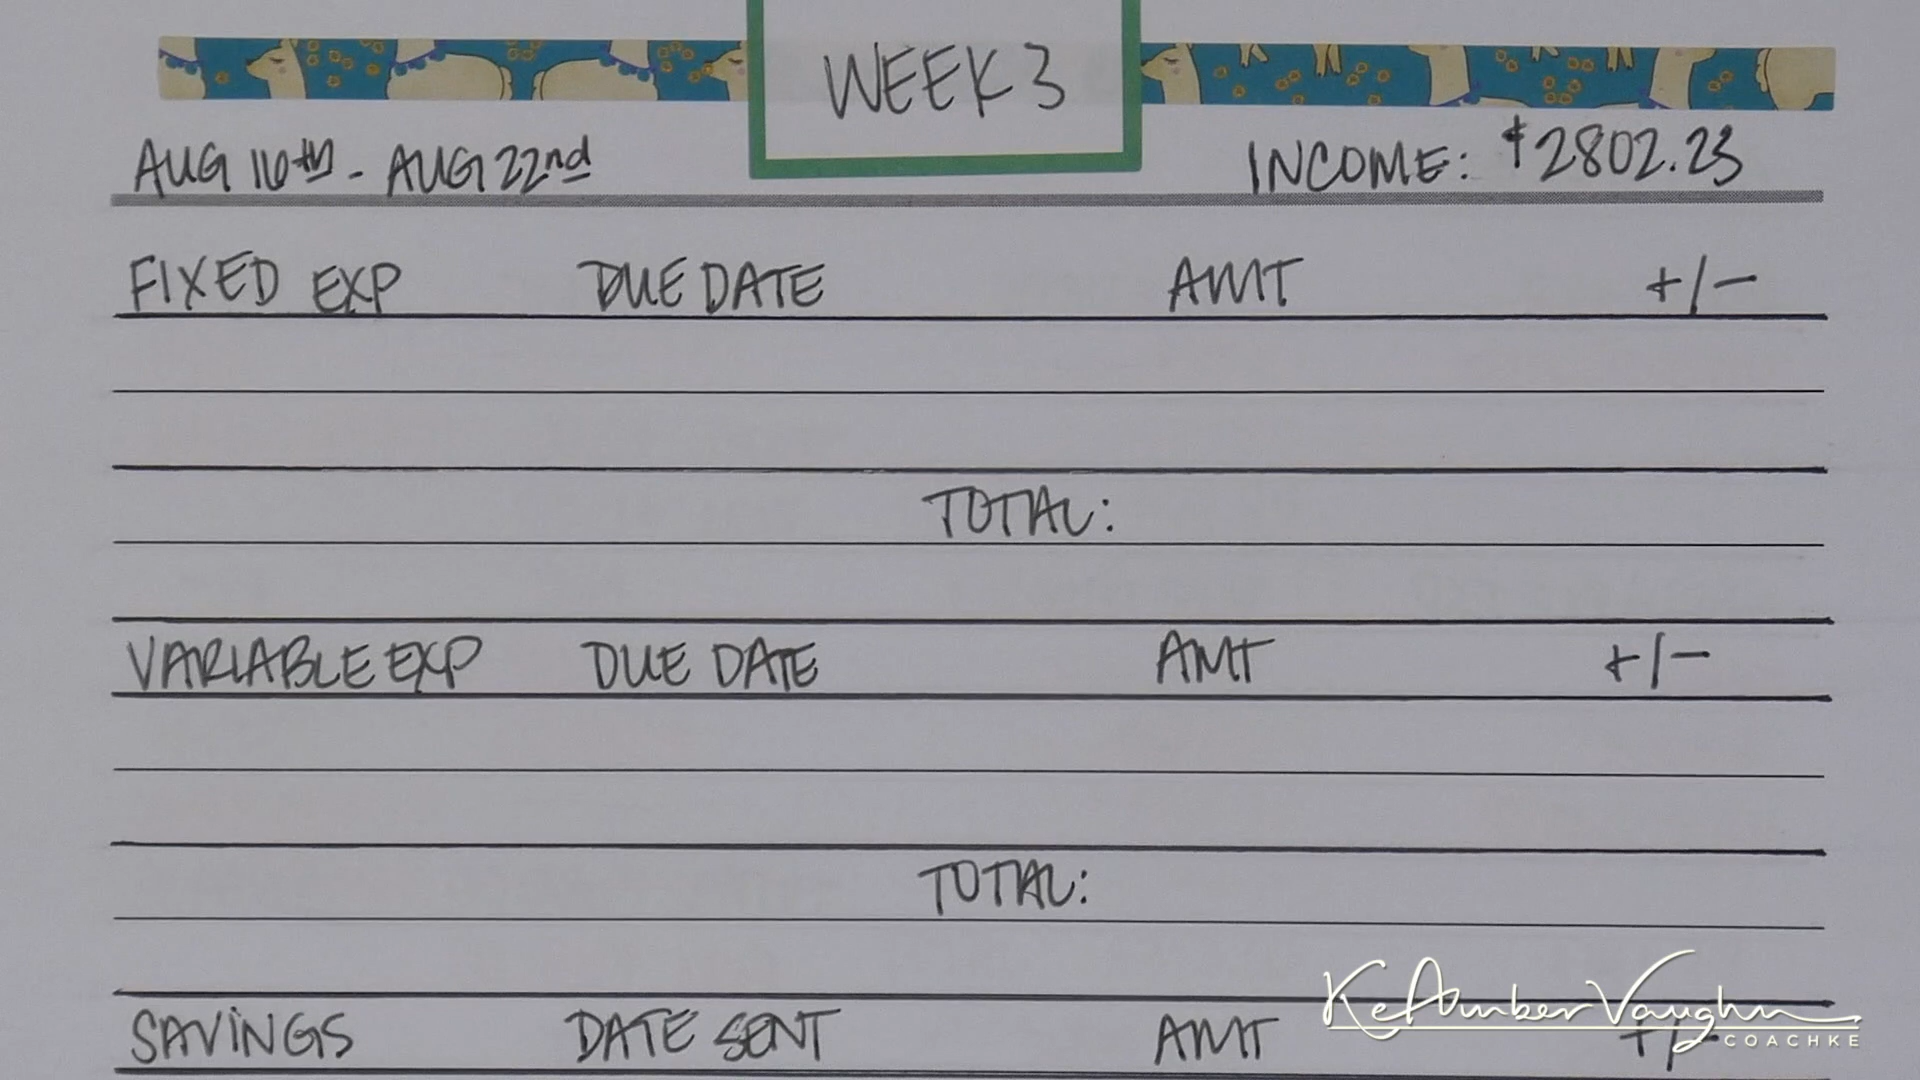 WEEK 3
AUG 16th - AUG 22nd INCOME: $2802.23
FIXED EXP DUE DATE AMT +/-
TOTAL:
VARIABLE EXP DUE DATE AMT +/-
TOTAL:
SAVINGS DATE SENT AMT +/-
KeAmber Vaughn
COACHKE